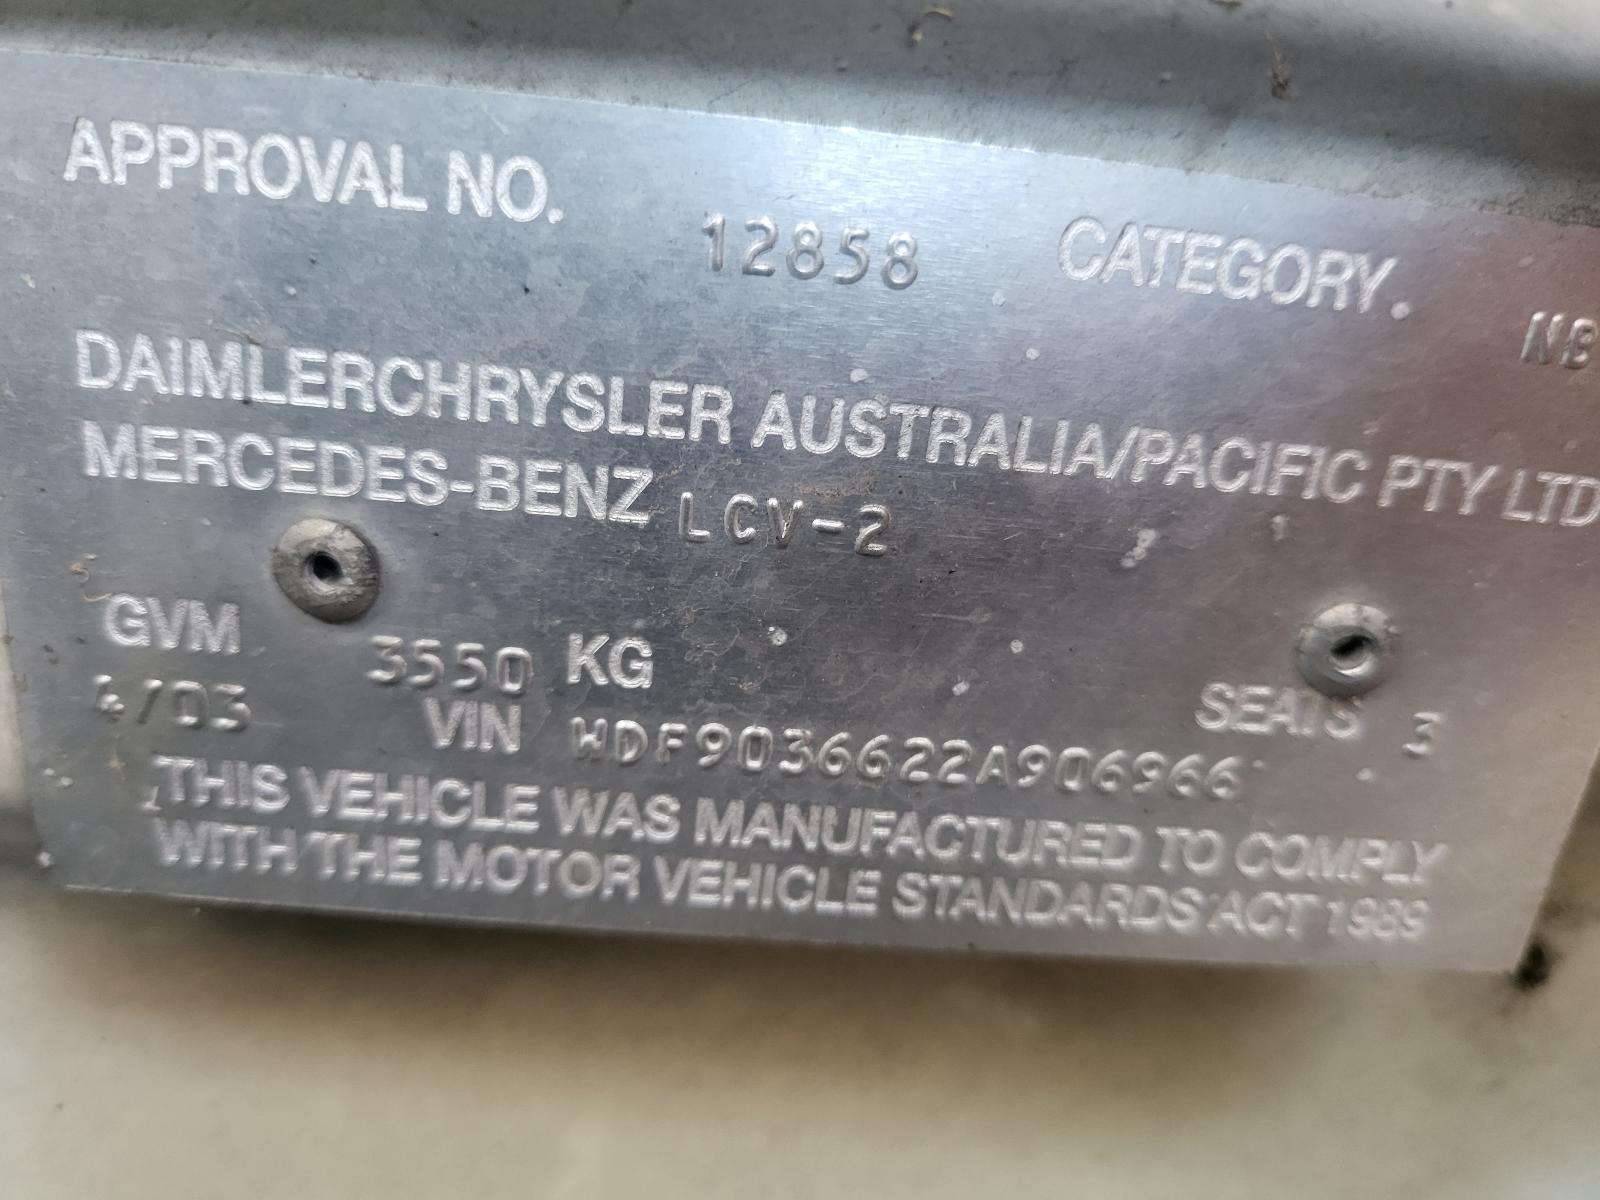 APPROVAL NO. 12858 CATEGORY. NB
DAIMLERCHRYSLER AUSTRALIA/PACIFIC PTY LTD
MERCEDES-BENZ LCV-2
GVM 3550 KG SEATS 3
4/03 VIN WDF9036622A906966
THIS VEHICLE WAS MANUFACTURED TO COMPLY
WITH THE MOTOR VEHICLE STANDARDS ACT 1989